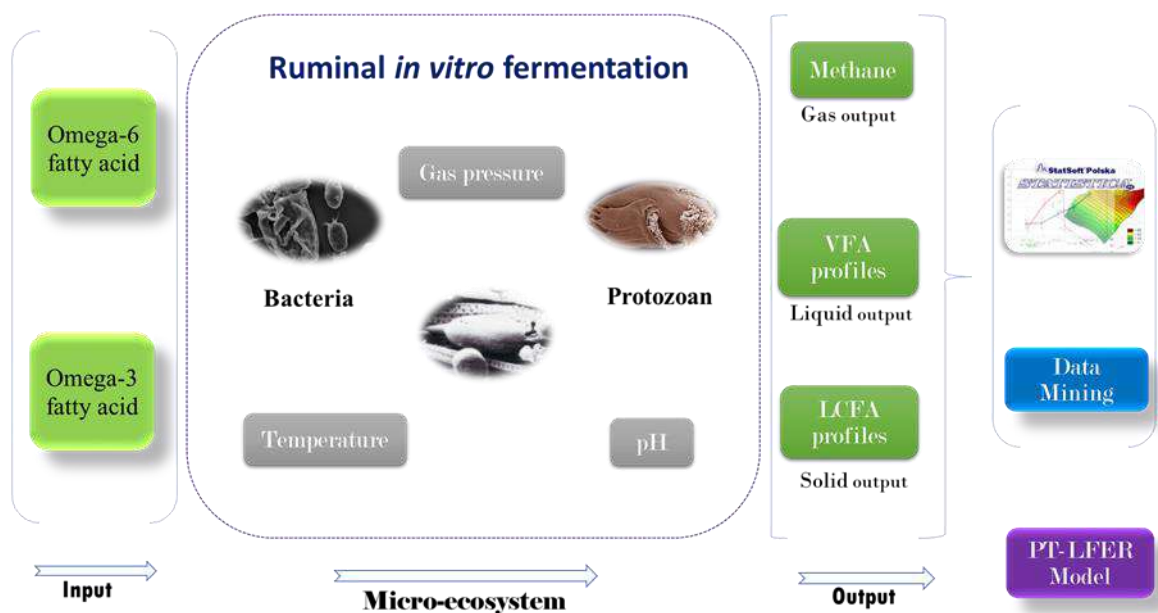 Ruminal in vitro fermentation
Omega-6
fatty acid
Omega-3
fatty acid
Gas pressure
Bacteria
Protozoan
Temperature
pH
Methane
Gas output
VFA
profiles
Liquid output
LCFA
profiles
Solid output
StatSoft Polska
STATISTICA
Data
Mining
PT-LFER
Model
Input
Micro-ecosystem
Output